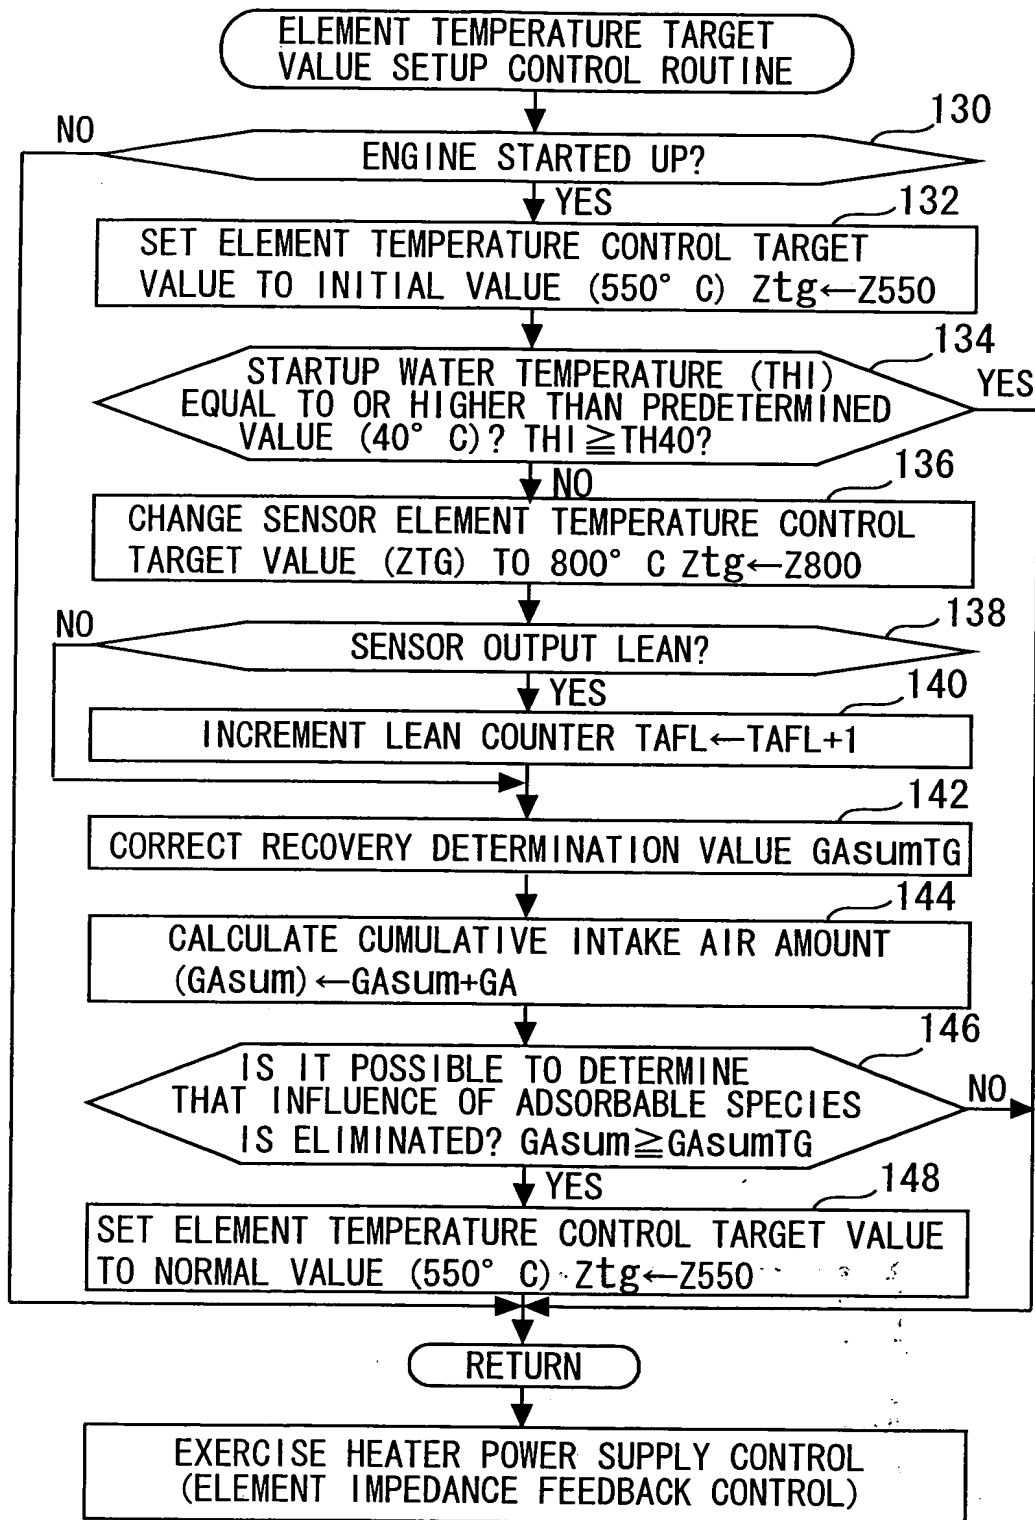 ELEMENT TEMPERATURE TARGET
VALUE SETUP CONTROL ROUTINE
130
NO
ENGINE STARTED UP?
YES
132
SET ELEMENT TEMPERATURE CONTROL TARGET
VALUE TO INITIAL VALUE (550° C) Ztg←Z550
134
STARTUP WATER TEMPERATURE (THI)
YES
EQUAL TO OR HIGHER THAN PREDETERMINED
VALUE (40° C)? THI≧TH40?
136
NO
CHANGE SENSOR ELEMENT TEMPERATURE CONTROL
TARGET VALUE (ZTG) TO 800° C Ztg←Z800
138
NO
SENSOR OUTPUT LEAN?
YES
140
INCREMENT LEAN COUNTER TAFL←TAFL+1
142
CORRECT RECOVERY DETERMINATION VALUE GAsumTG
144
CALCULATE CUMULATIVE INTAKE AIR AMOUNT
(GAsum)←GAsum+GA
146
IS IT POSSIBLE TO DETERMINE
THAT INFLUENCE OF ADSORBABLE SPECIES
NO
IS ELIMINATED? GAsum≧GAsumTG
YES
148
SET ELEMENT TEMPERATURE CONTROL TARGET VALUE
TO NORMAL VALUE (550° C) Ztg←Z550
RETURN
EXERCISE HEATER POWER SUPPLY CONTROL
(ELEMENT IMPEDANCE FEEDBACK CONTROL)